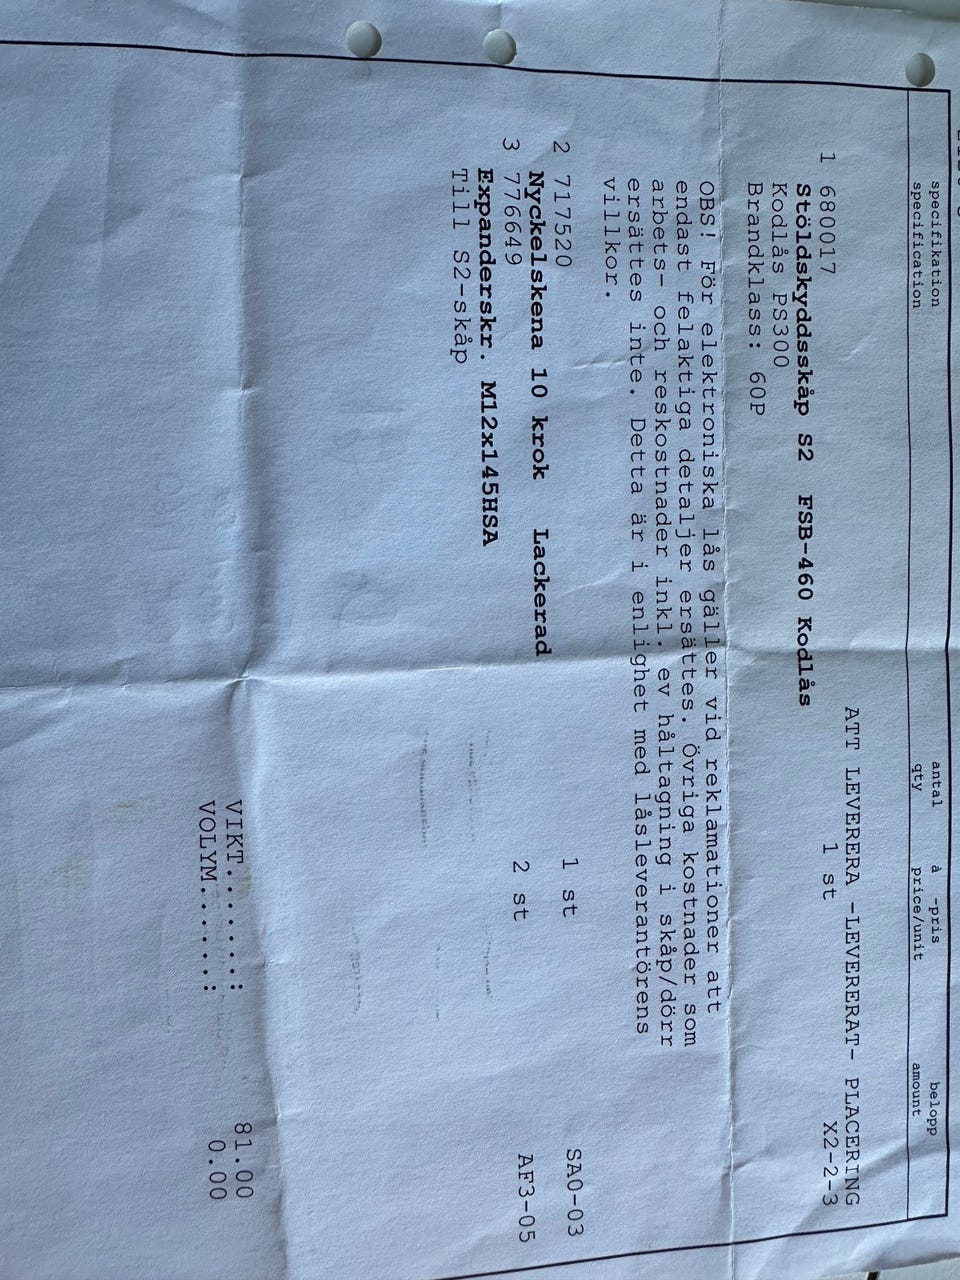 specifikation antal à -pris belopp
specification qty price/unit amount
ATT LEVERERA -LEVERERAT- PLACERING
1 680017 1 st X2-2-3
Stöldskyddsskåp S2 FSB-460 Kodlås
Kodlås PS300
Brandklass: 60P
OBS! För elektroniska lås gäller vid reklamationer att
endast felaktiga detaljer ersättes. Övriga kostnader som
arbets- och reskostnader inkl. ev håltagning i skåp/dörr
ersättes inte. Detta är i enlighet med låsleverantörens
villkor.
2 717520 1 st SA0-03
Nyckelskena 10 krok Lackerad
3 776649 2 st AF3-05
Expanderskr. M12x145HSA
Till S2-skåp
VIKT.......: 81.00
VOLYM......: 0.00